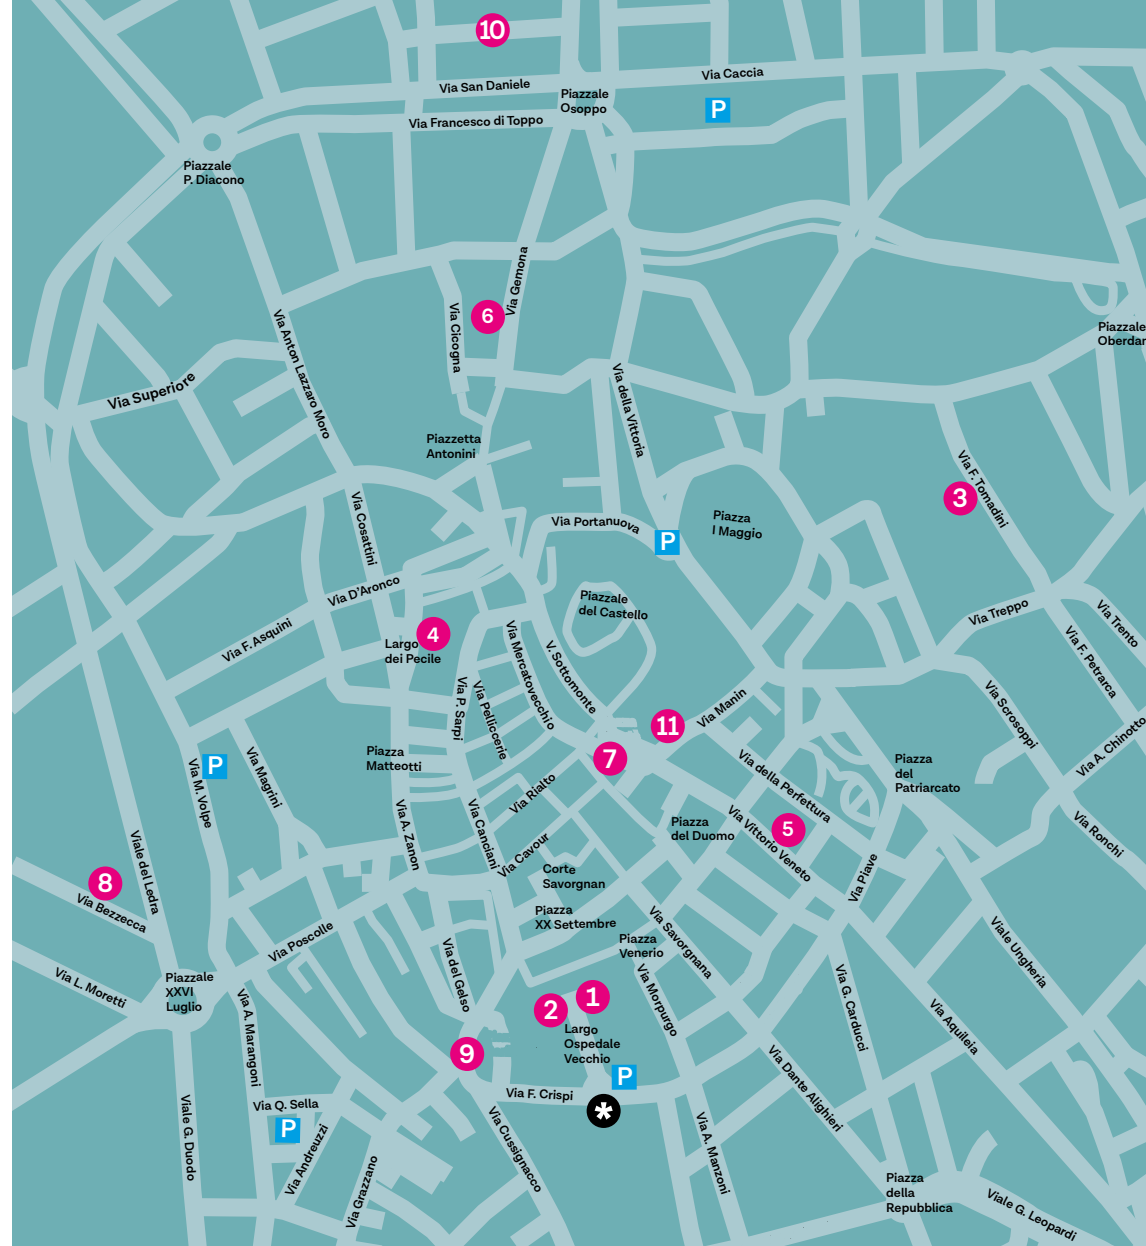 10
Via Caccia
Via San Daniele
Piazzale
Osoppo
P
Via Francesco di Toppo
Piazzale
P. Diacono
Via Gemona
6
Via Cicogna
Via Anton Lazzaro Moro
Piazzale
Via Superiore
Via della Vittoria
Piazzetta
Antonini
Via F. Tomadini
3
Via Cosattini
Via Portanuova
P
Piazza
I Maggio
Via D'Aronco
Piazzale
del Castello
Via Treppo
Via Trento
Via F. Asquini
4
Largo
dei Pecile
Via Mercatovecchio
V. Sottomonte
Via F. Petrarca
Via P. Sarpi
Via Pelliccerie
Via Manin
Via Scrosoppi
11
Via A. Chinotto
7
Piazza
Matteotti
P
Via M. Volpe
Via Magrini
Via Rialto
Via della Perfettura
Piazza
del
Patriarcato
Via A. Zanon
Via Canciani
Via Cavour
Piazza
del Duomo
Via Vittorio Veneto
5
Via Ronchi
Viale del Ledra
8
Via Bezzecca
Corte
Savorgnan
Via Piave
Piazza
XX Settembre
Via Poscolle
Piazza
Venerio
Via Savorgnana
Viale Ungheria
Via del Gelso
Via L. Moretti
Piazzale
XXVI
Luglio
Via A. Marangoni
Via Morpurgo
Via G. Carducci
Via Aquileia
1
2
Largo
Ospedale
Vecchio
9
P
Via F. Crispi
*
Via Dante Alighieri
Via Q. Sella
P
Viale G. Duodo
Via Andreuzzi
Via Grazzano
Via Cussignacco
Via A. Manzoni
Piazza
della
Repubblica
Viale G. Leopardi